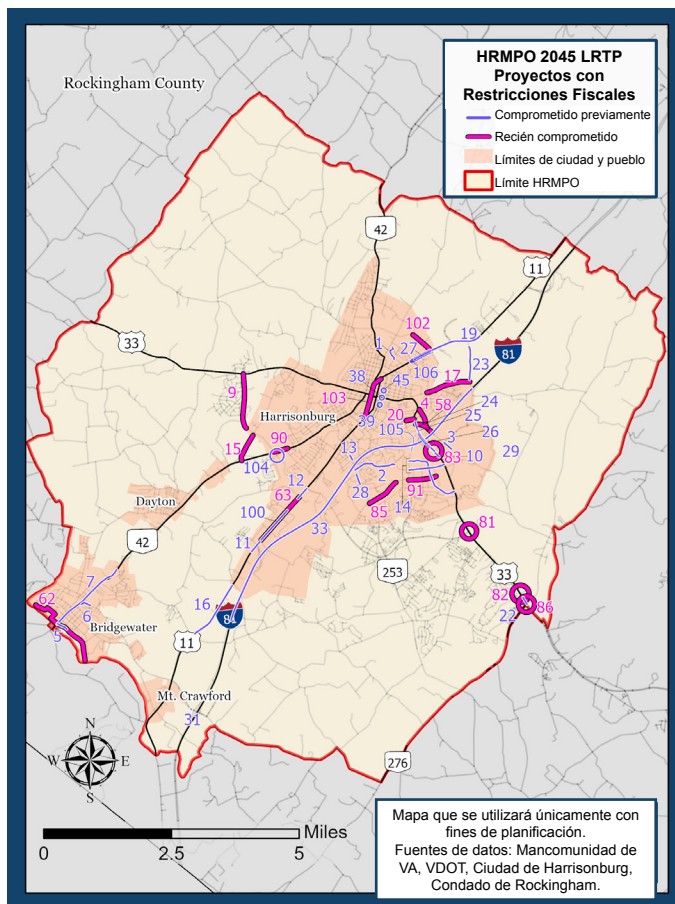 HRMPO 2045 LRTP
Proyectos con
Restricciones Fiscales
Comprometido previamente
Recién comprometido
Límites de ciudad y pueblo
Límite HRMPO
Rockingham County
42
11
33
102
19
1
27
81
106
23
38
45
17
9
103
24
4
58
Harrisonburg
39
20
25
105
3
26
15
90
13
83
10
29
104
2
12
28
63
91
Dayton
100
85
14
33
81
11
42
253
33
7
82
62
16
81
86
6
22
5
Bridgewater
11
Mt. Crawford
31
276
N
W
E
S
Miles
0
2.5
5
Mapa que se utilizará únicamente con
fines de planificación.
Fuentes de datos: Mancomunidad de
VA, VDOT, Ciudad de Harrisonburg,
Condado de Rockingham.